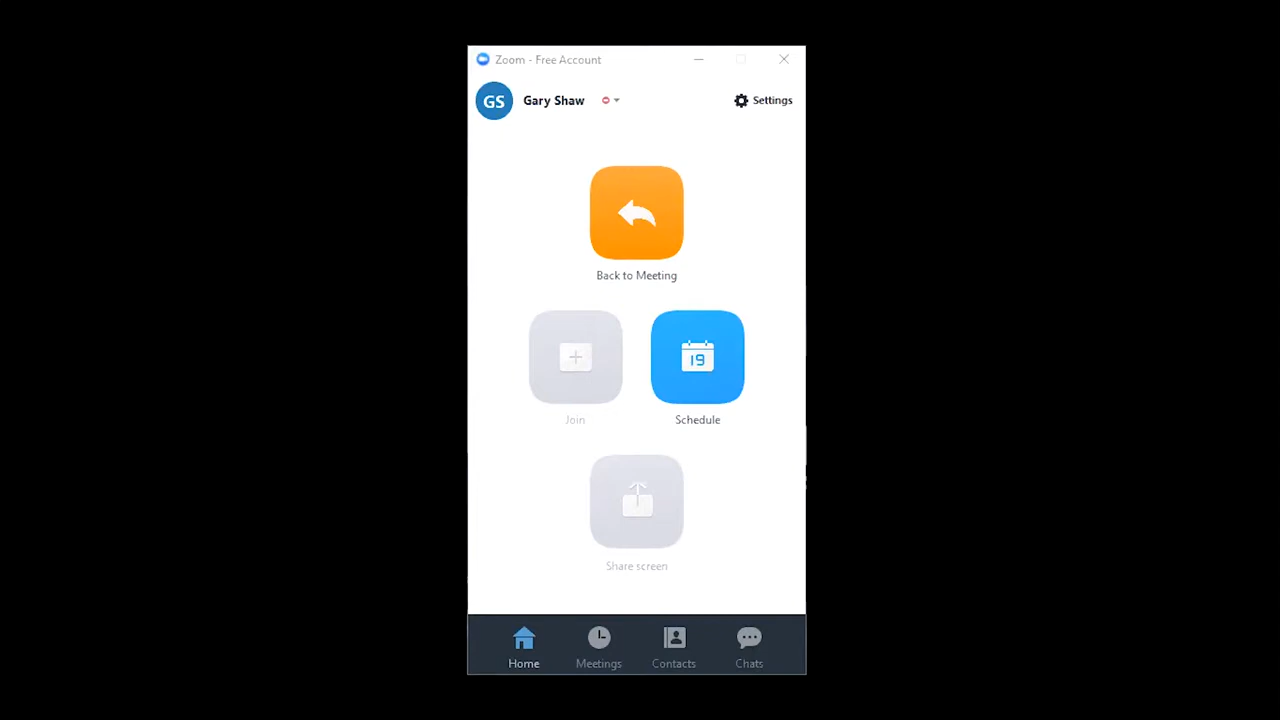 Zoom - Free Account
GS
Gary Shaw
Settings
Back to Meeting
19
Join
Schedule
Share screen
Home
Meetings
Contacts
Chats